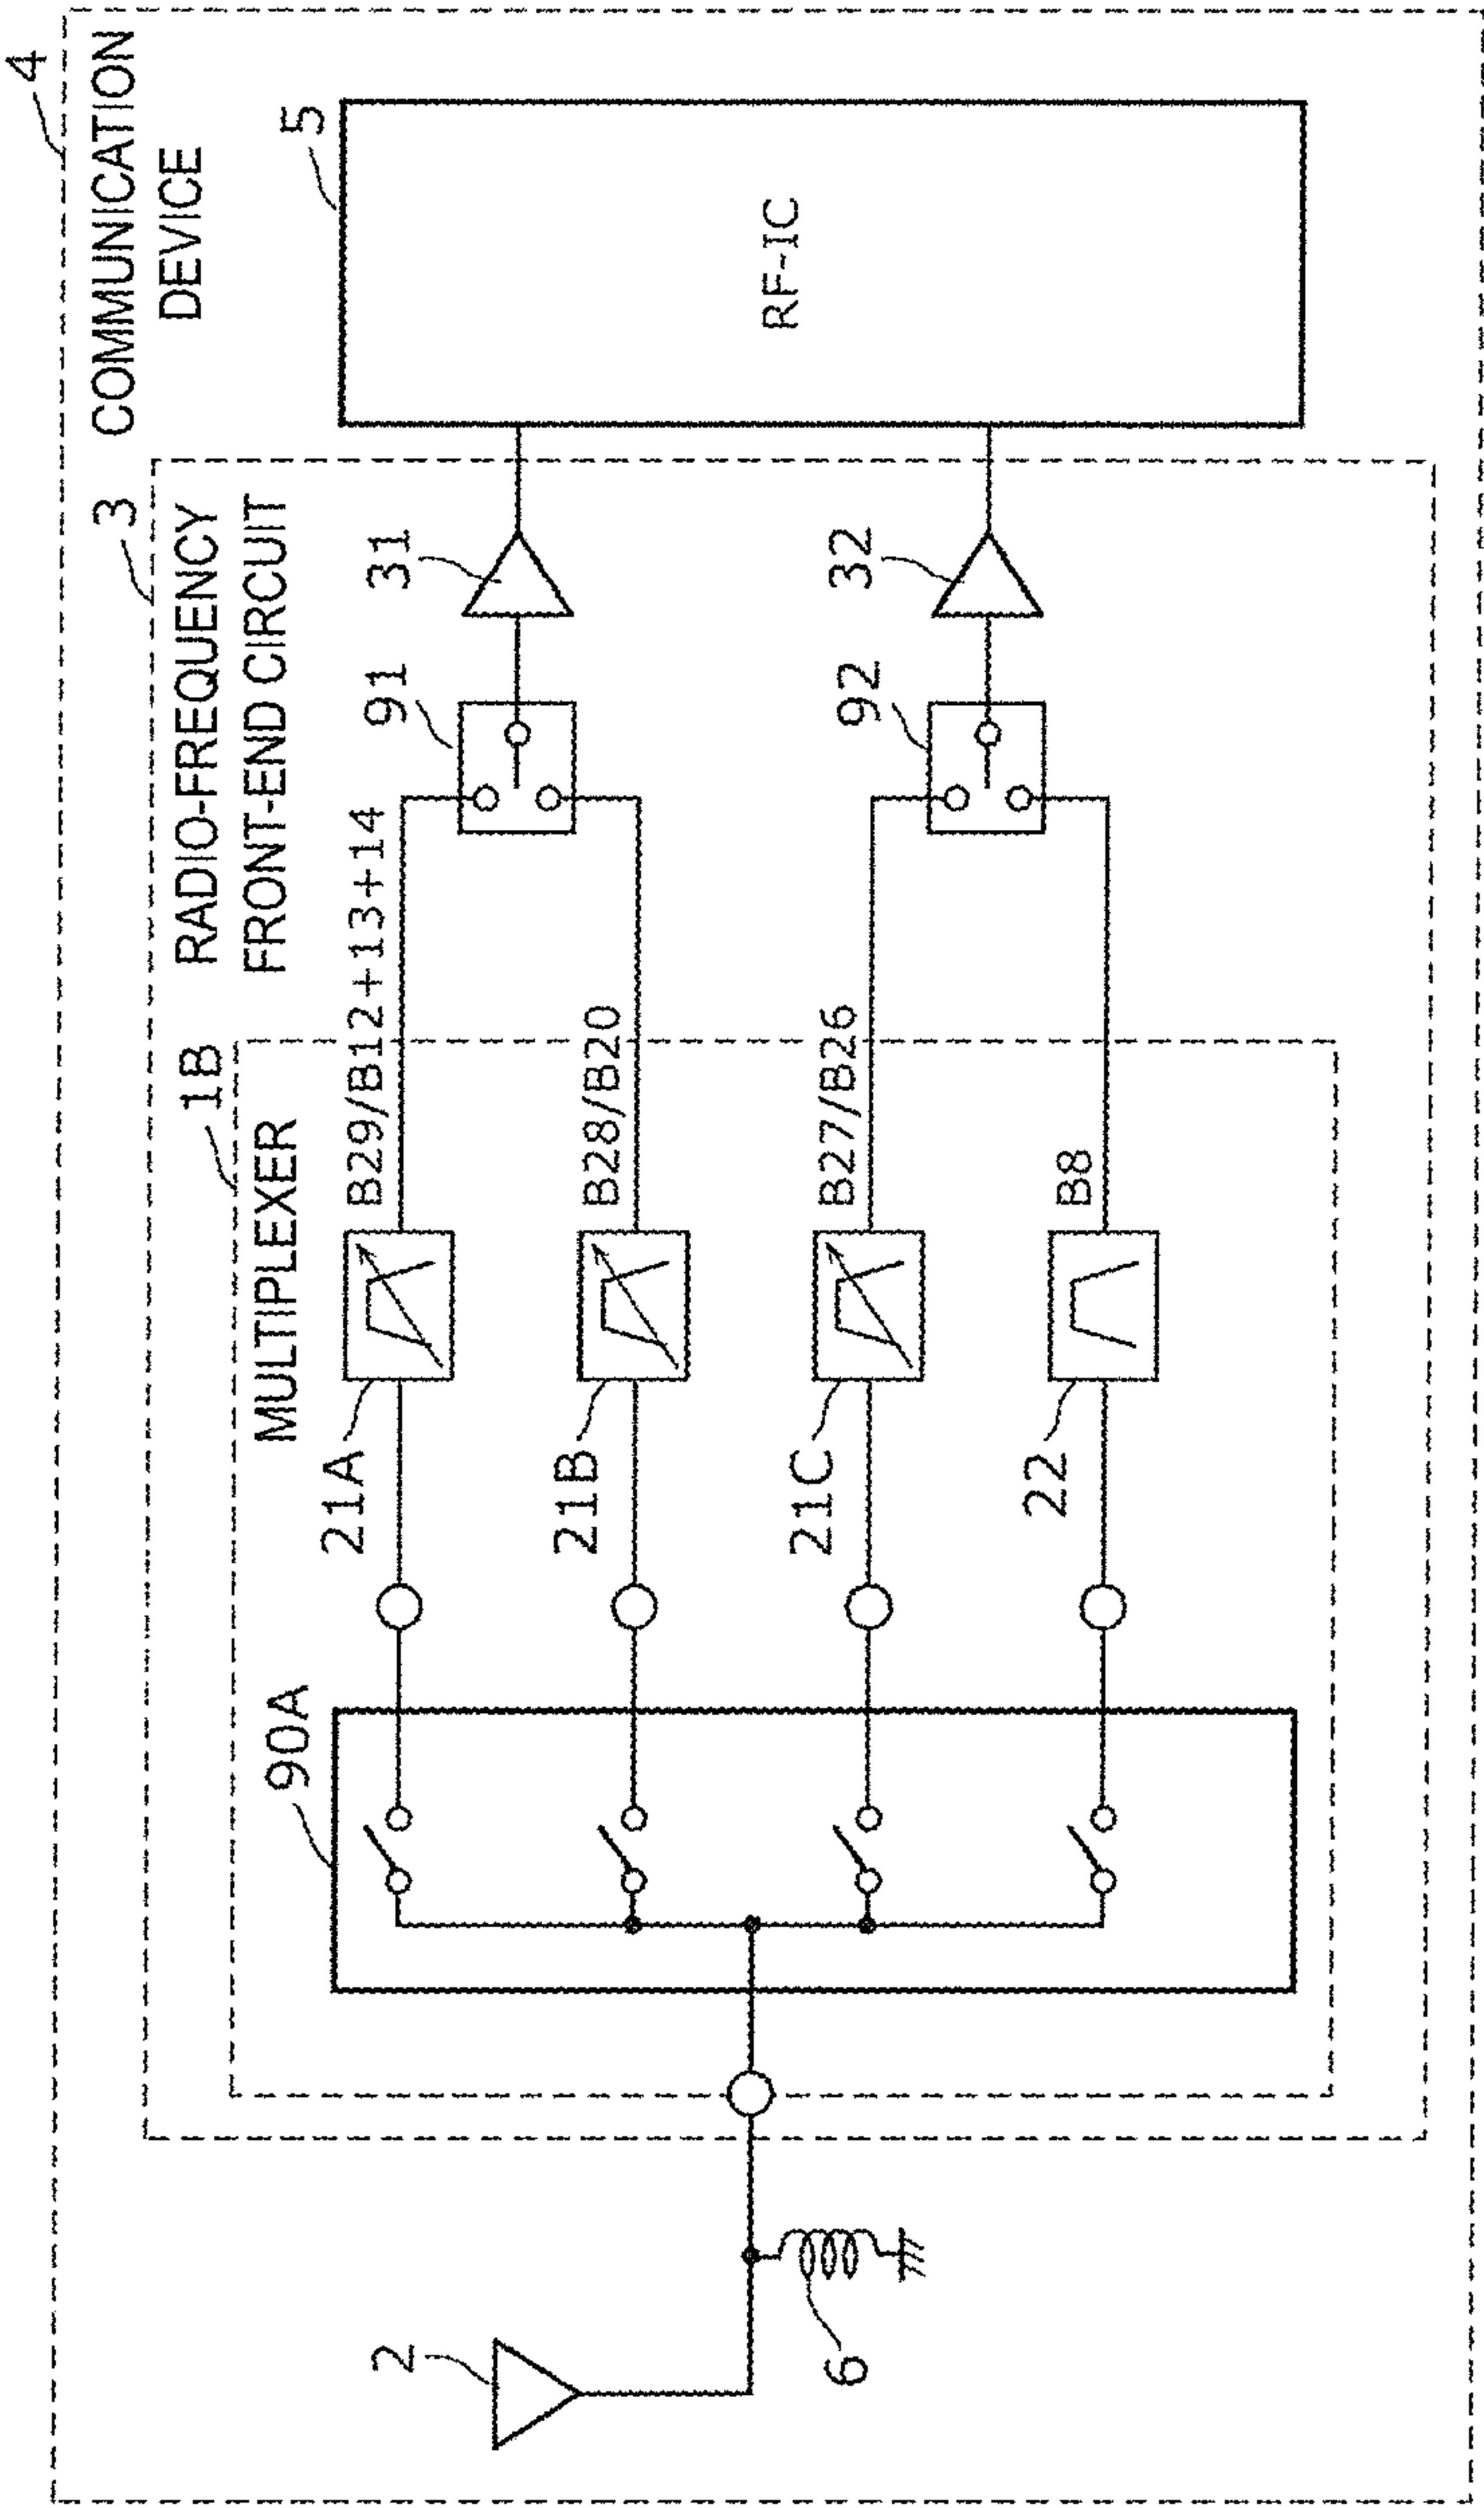 4
COMMUNICATION
DEVICE
3
RADIO-FREQUENCY
FRONT-END CIRCUIT
1B
MULTIPLEXER
90A
21A
B29/B12+13+14
21B
B28/B20
21C
B27/B26
22
B8
91
31
92
32
5
RF-IC
2
6